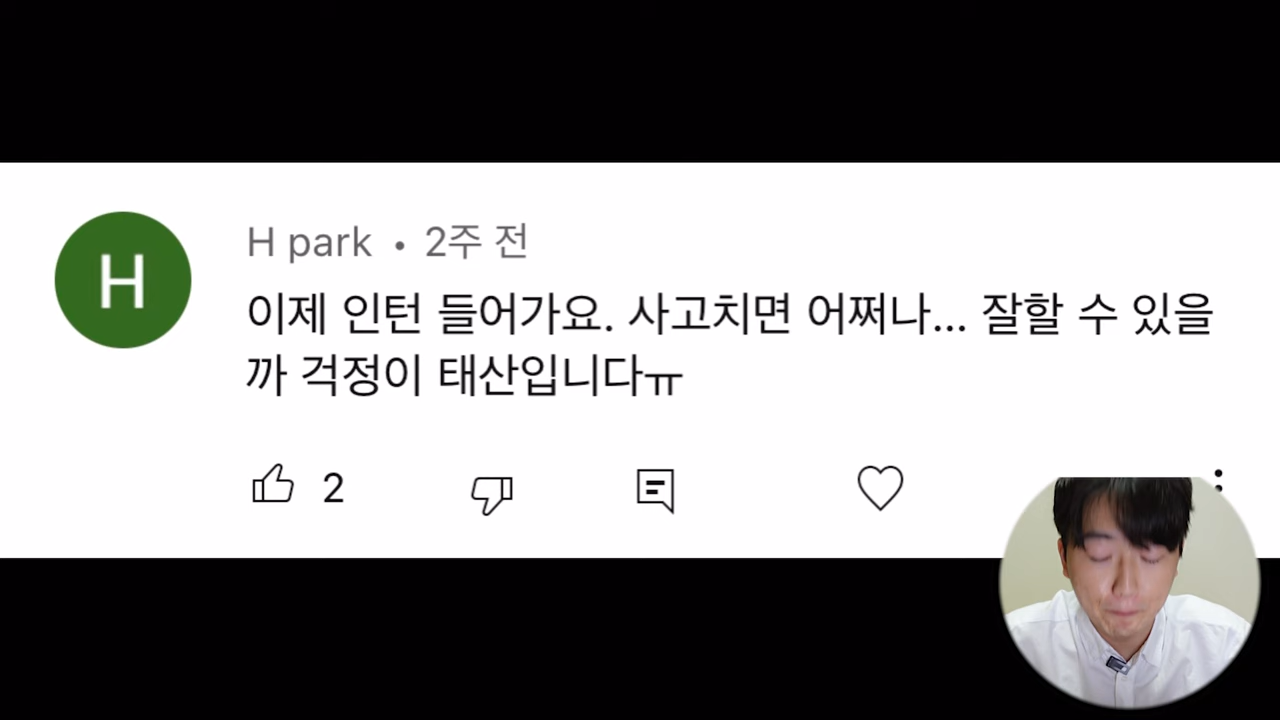 H
H park • 2주 전
이제 인턴 들어가요. 사고치면 어쩌나... 잘할 수 있을
까 걱정이 태산입니다ㅠ
2